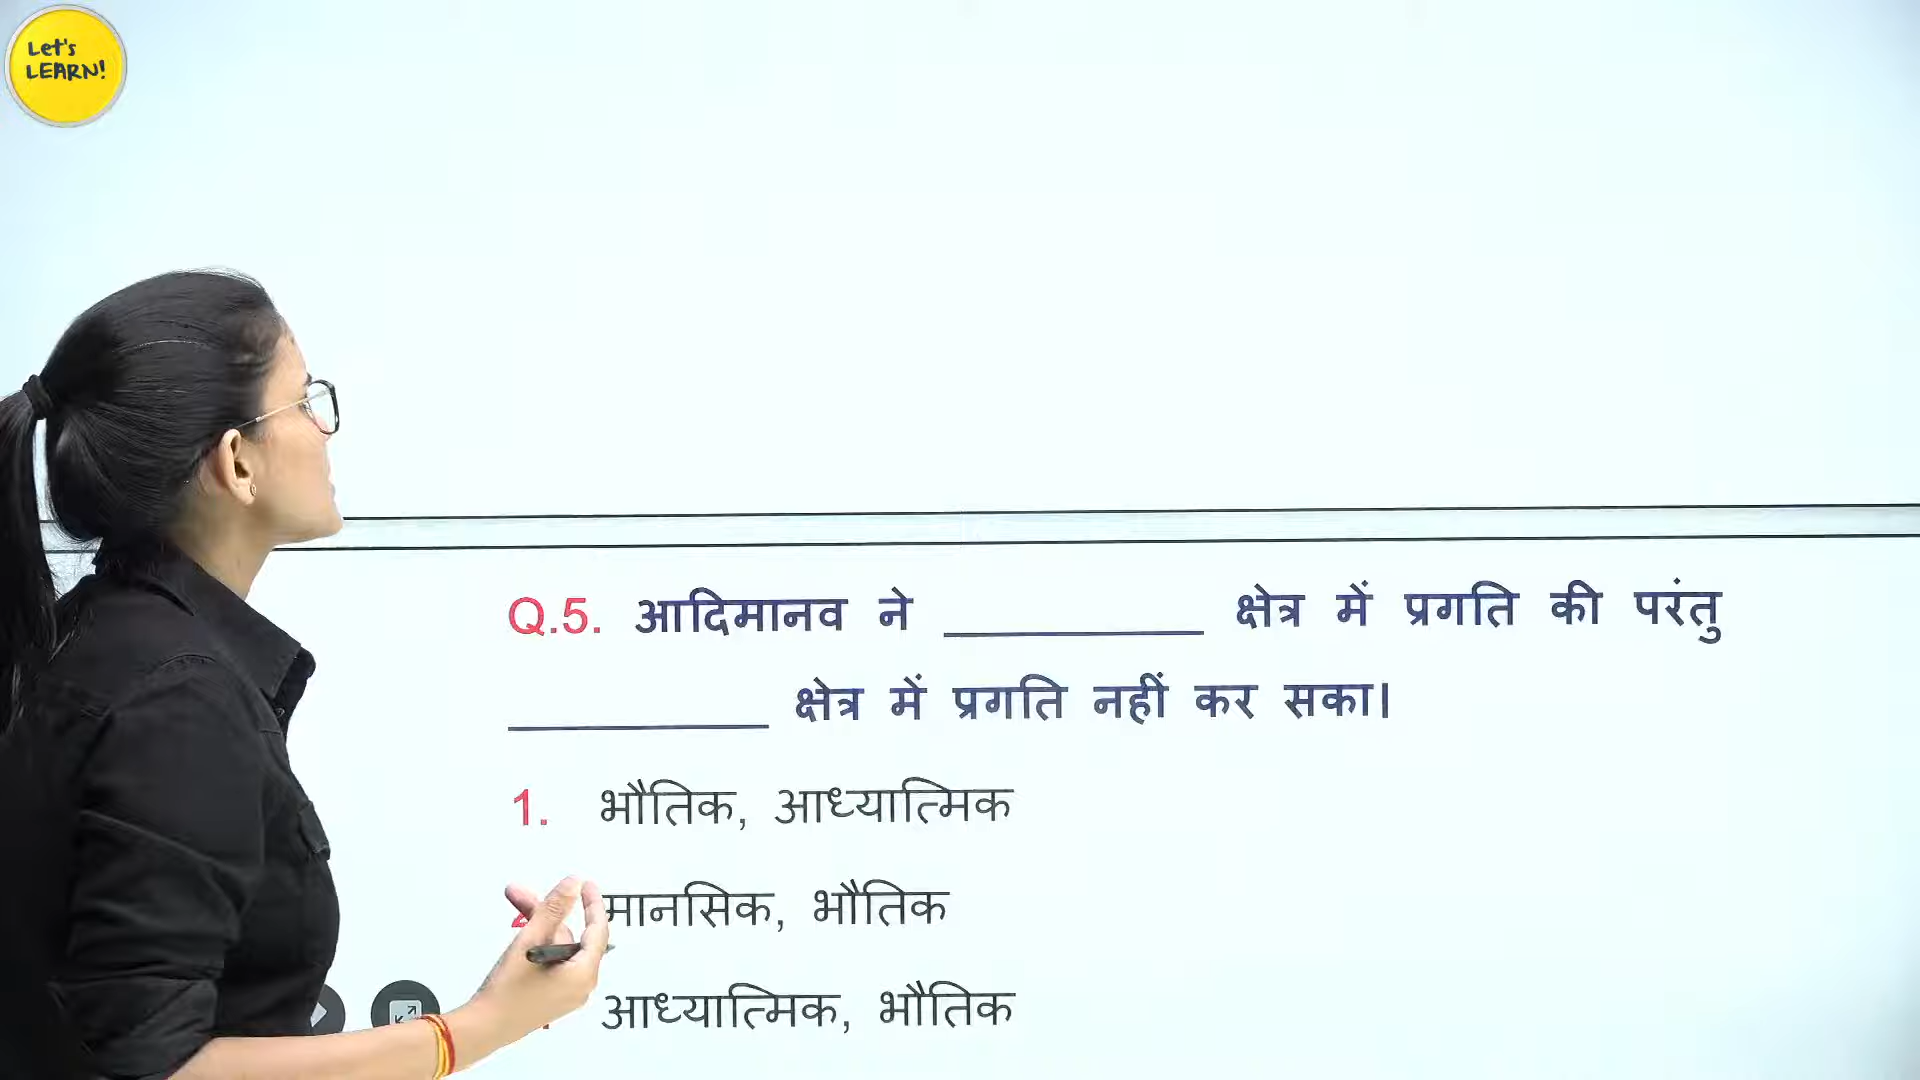 Let's
LEARN!
Q.5. आदिमानव ने __________ क्षेत्र में प्रगति की परंतु
__________ क्षेत्र में प्रगति नहीं कर सका।
1. भौतिक, आध्यात्मिक
मानसिक, भौतिक
आध्यात्मिक, भौतिक